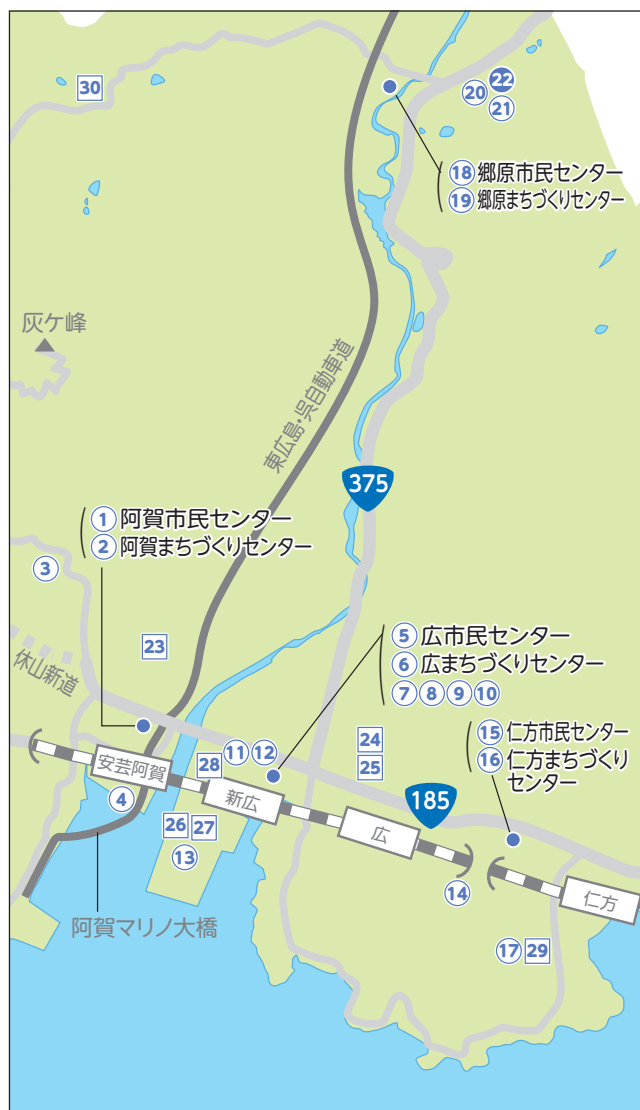 30
20 22
21
18 郷原市民センター
19 郷原まちづくりセンター
灰ケ峰
東広島・呉自動車道
375
1 阿賀市民センター
2 阿賀まちづくりセンター
3
23
休山新道
5 広市民センター
6 広まちづくりセンター
7 8 9 10
15 仁方市民センター
16 仁方まちづくり
センター
24
25
11 12
28
安芸阿賀
新広
広
185
仁方
4
26 27
13
14
17 29
阿賀マリノ大橋